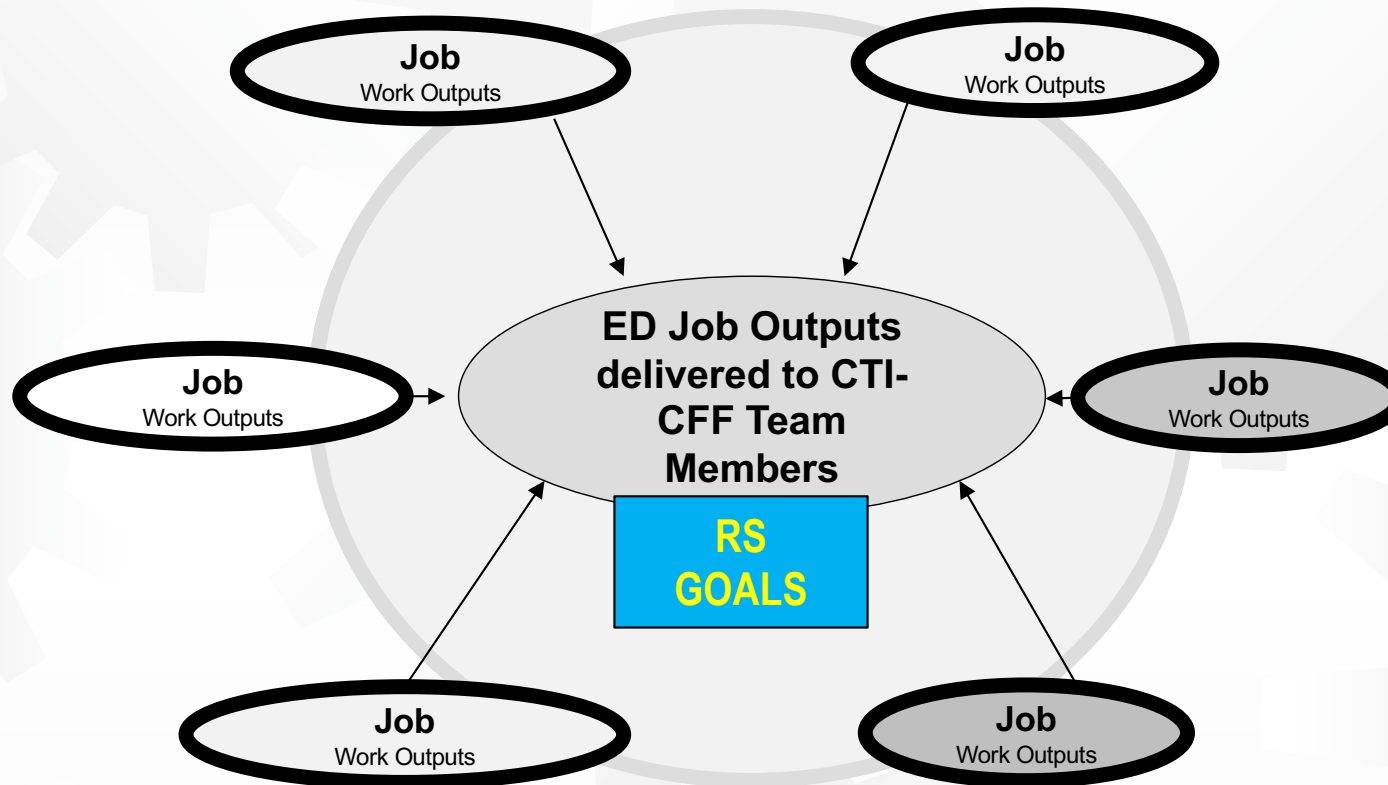 Job
Work Outputs
Job
Work Outputs
ED Job Outputs
delivered to CTI-
CFF Team
Members
Job
Work Outputs
Job
Work Outputs
RS
GOALS
Job
Work Outputs
Job
Work Outputs